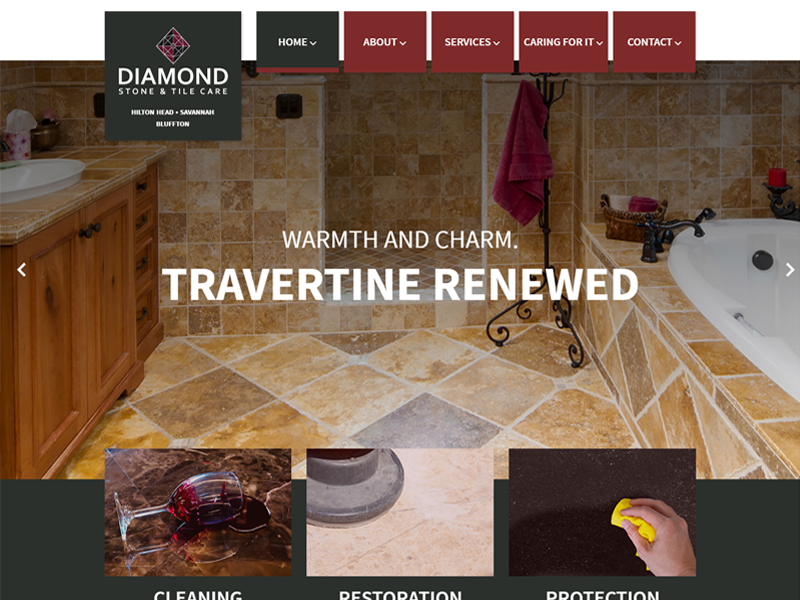 DIAMOND
STONE & TILE CARE
HILTON HEAD • SAVANNAH
BLUFFTON
HOME
ABOUT
SERVICES
CARING FOR IT
CONTACT
WARMTH AND CHARM.
TRAVERTINE RENEWED
CLEANING
RESTORATION
PROTECTION